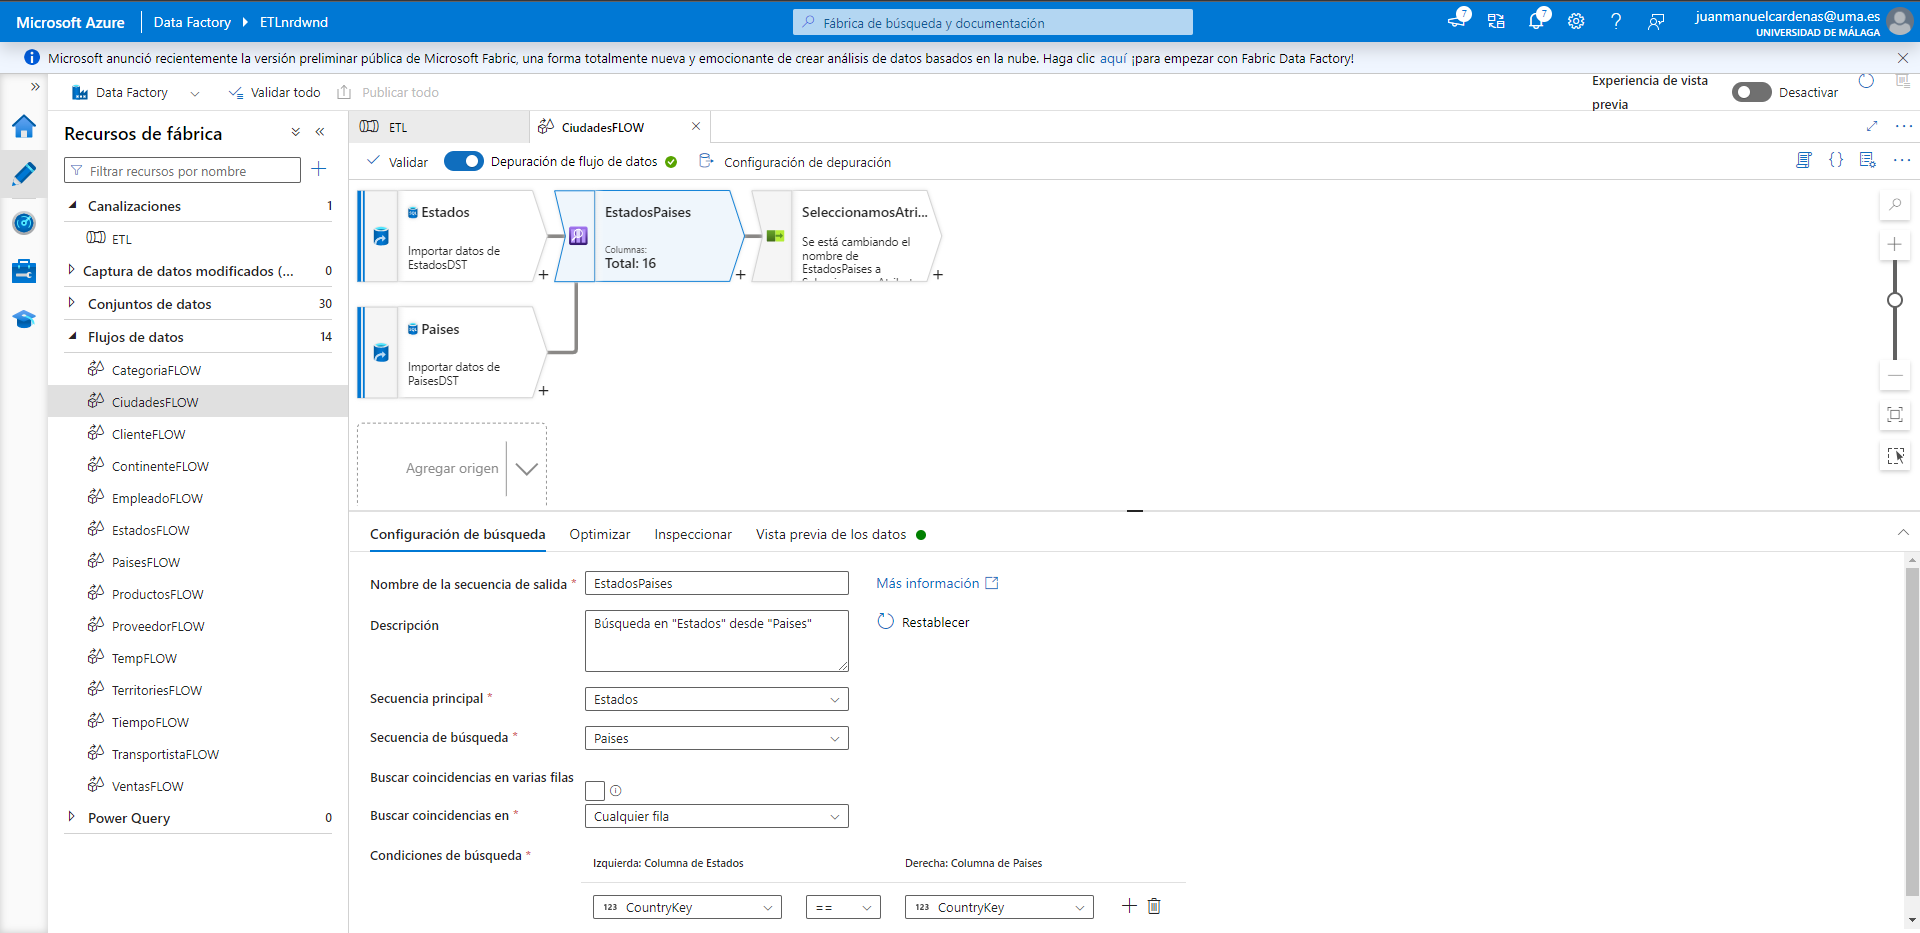 Microsoft Azure
Data Factory
ETLnrdwnd
Fábrica de búsqueda y documentación
7
7
juanmanuelcardenas@uma.es
UNIVERSIDAD DE MÁLAGA
Microsoft anunció recientemente la versión preliminar pública de Microsoft Fabric, una forma totalmente nueva y emocionante de crear análisis de datos basados en la nube. Haga clic aquí ¡para empezar con Fabric Data Factory!
Data Factory
Validar todo
Publicar todo
Experiencia de vista
previa
Desactivar
Recursos de fábrica
Filtrar recursos por nombre
Canalizaciones 1
ETL
Captura de datos modificados (... 0
Conjuntos de datos 30
Flujos de datos 14
CategoriaFLOW
CiudadesFLOW
ClienteFLOW
ContinenteFLOW
EmpleadoFLOW
EstadosFLOW
PaisesFLOW
ProductosFLOW
ProveedorFLOW
TempFLOW
TerritoriesFLOW
TiempoFLOW
TransportistaFLOW
VentasFLOW
Power Query 0
ETL
CiudadesFLOW
Validar
Depuración de flujo de datos
Configuración de depuración
Estados
Importar datos de
EstadosDST
EstadosPaises
Columnas:
Total: 16
SeleccionamosAtri...
Se está cambiando el
nombre de
EstadosPaises a
Paises
Importar datos de
PaisesDST
Agregar origen
Configuración de búsqueda
Optimizar
Inspeccionar
Vista previa de los datos
Nombre de la secuencia de salida *
EstadosPaises
Más información
Descripción
Búsqueda en "Estados" desde "Paises"
Restablecer
Secuencia principal *
Estados
Secuencia de búsqueda *
Paises
Buscar coincidencias en varias filas
Buscar coincidencias en *
Cualquier fila
Condiciones de búsqueda *
Izquierda: Columna de Estados
Derecha: Columna de Paises
123 CountryKey
==
123 CountryKey